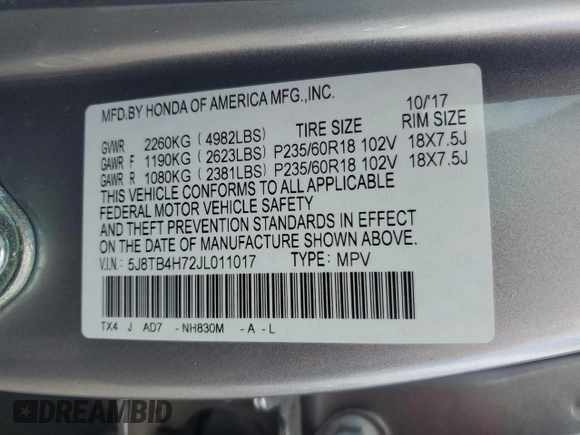 MFD.BY HONDA OF AMERICA MFG.,INC. 10/'17
GVWR 2260KG ( 4982LBS) TIRE SIZE RIM SIZE
GAWR F 1190KG ( 2623LBS) P235/60R18 102V 18X7.5J
GAWR R 1080KG ( 2381LBS) P235/60R18 102V 18X7.5J
THIS VEHICLE CONFORMS TO ALL APPLICABLE
FEDERAL MOTOR VEHICLE SAFETY
AND THEFT PREVENTION STANDARDS IN EFFECT
ON THE DATE OF MANUFACTURE SHOWN ABOVE.
V.I.N.: 5J8TB4H72JL011017 TYPE: MPV
TX4 J AD7 -NH830M -A-L
DREAMBID